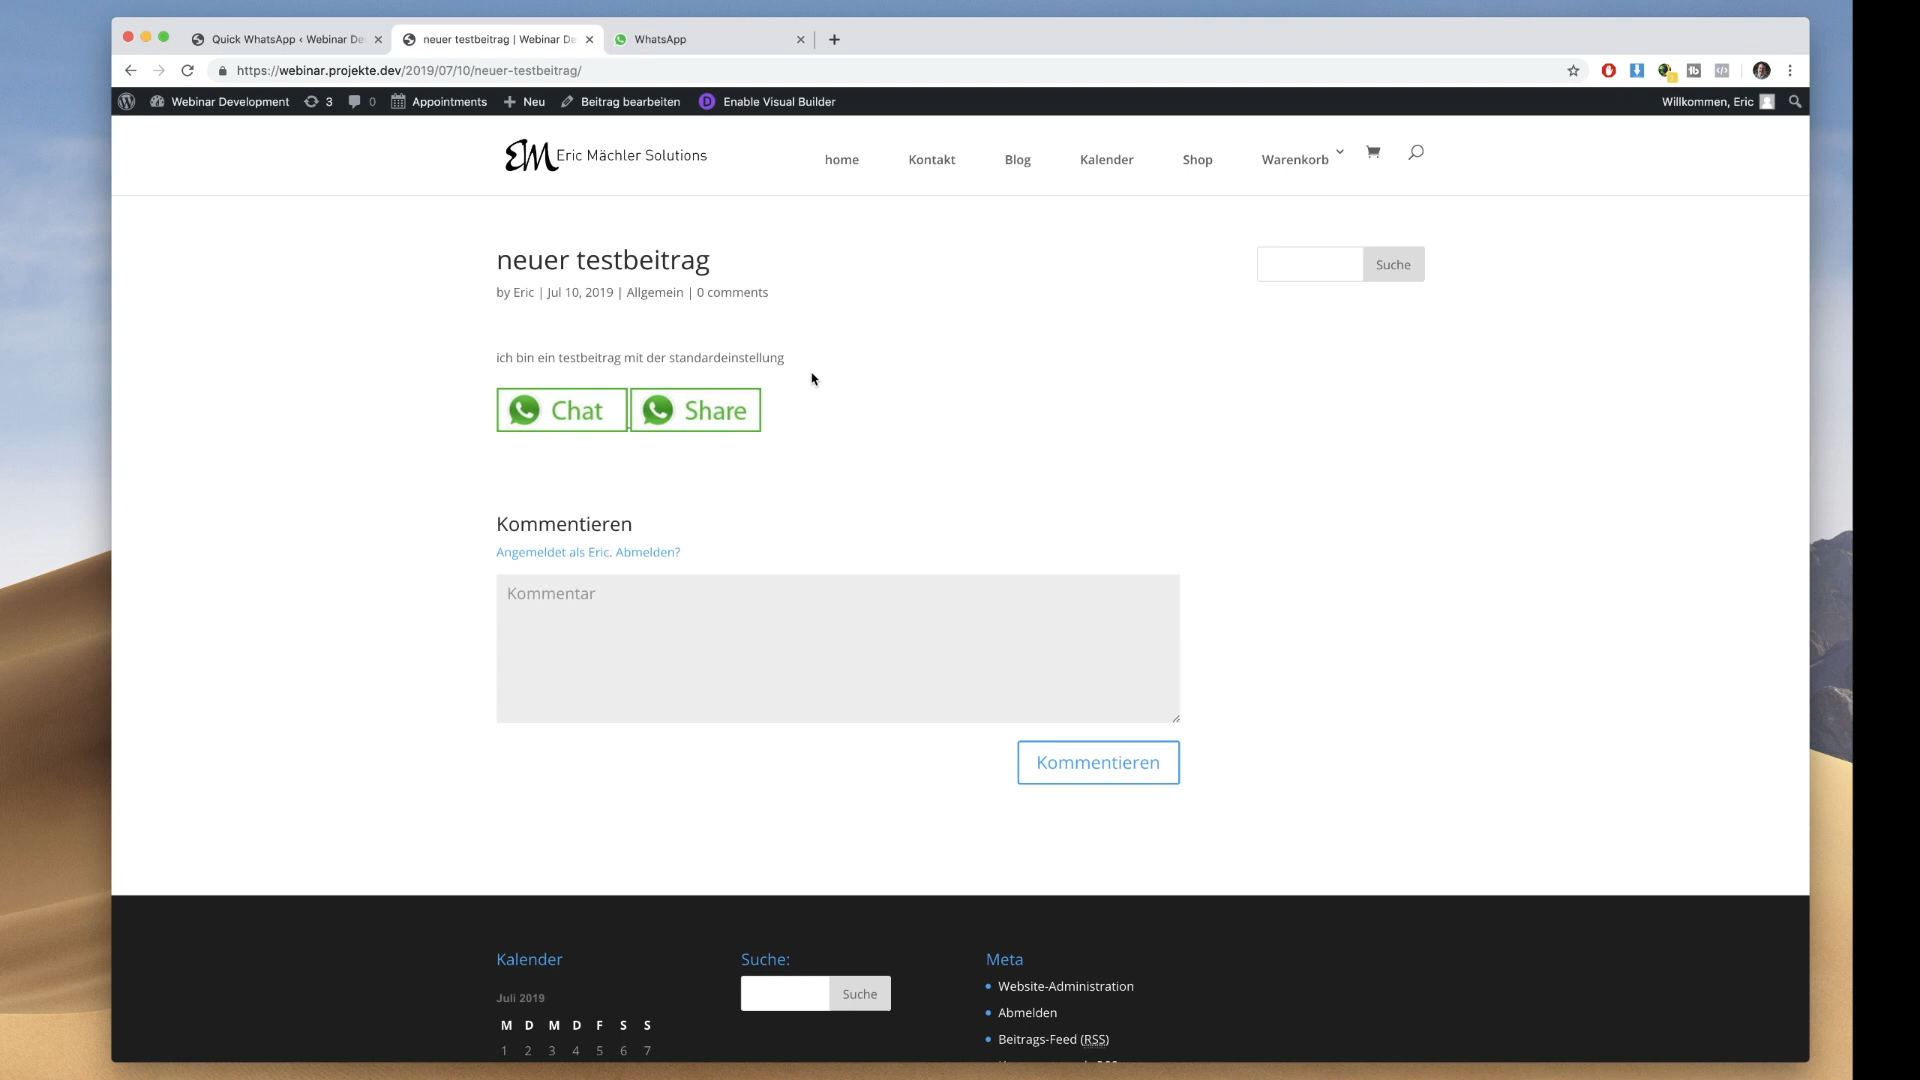 Quick WhatsApp ‹ Webinar De
neuer testbeitrag | Webinar De
WhatsApp
https://webinar.projekte.dev/2019/07/10/neuer-testbeitrag/
Webinar Development
3
0
Appointments
Neu
Beitrag bearbeiten
D
Enable Visual Builder
Willkommen, Eric
EM Eric Mächler Solutions
home
Kontakt
Blog
Kalender
Shop
Warenkorb
neuer testbeitrag
Suche
by Eric | Jul 10, 2019 | Allgemein | 0 comments
ich bin ein testbeitrag mit der standardeinstellung
Chat
Share
Kommentieren
Angemeldet als Eric. Abmelden?
Kommentar
Kommentieren
Kalender
Juli 2019
M D M D F S S
1 2 3 4 5 6 7
Suche:
Suche
Meta
Website-Administration
Abmelden
Beitrags-Feed (RSS)